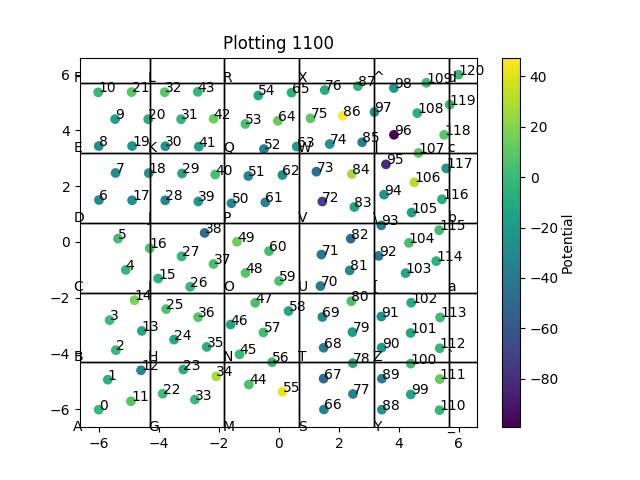 Plotting 1100
6 F L R X 76 87 ^ 98 109 d 120
10 21 32 43 54 65 40
9 20 31 42 53 64 75 86 97 108 119
4 20
8 E 19 K 30 41 Q 52 63 W 74 85 96 107 118 c
7 18 29 40 51 62 73 84 95 106 117 0
2
6 17 28 39 50 61 72 83 94 105 116 −20
D J P V \ b
0 5 16 27 38 49 60 71 82 93 104 115 Potential
4 15 26 37 48 59 70 81 92 103 114 −40
C I O U [ a
−2 14 25 36 47 58 69 80 91 102 113 −60
3 13 24 35 46 57 68 79 90 101 112
−4 2 B H N 45 56 T 78 Z 100 `
1 12 23 34 44 55 67 77 89 99 111 −80
−6 0 11 22 33 66 88 110
A G M S Y _
−6 −4 −2 0 2 4 6